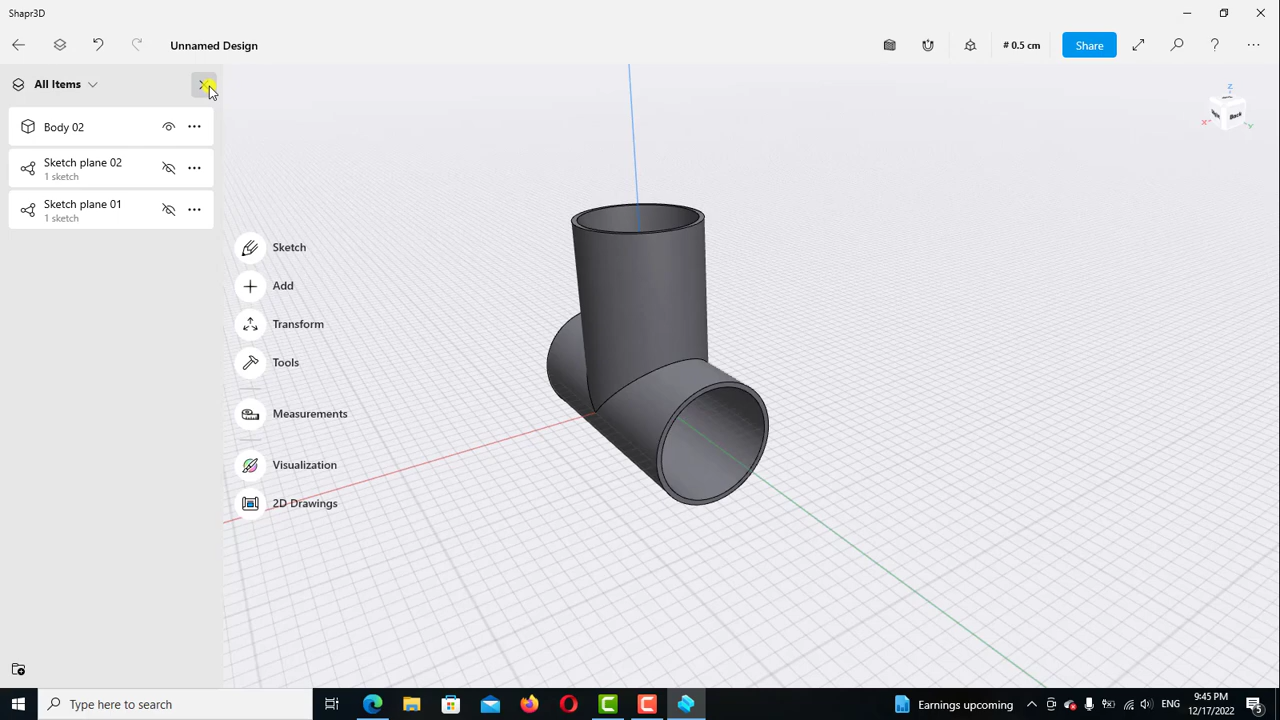 Shapr3D
Unnamed Design
# 0.5 cm
Share
All Items
Body 02
Sketch plane 02
1 sketch
Sketch plane 01
1 sketch
Sketch
Add
Transform
Tools
Measurements
Visualization
2D Drawings
Z
X
Y
Back
Type here to search
Earnings upcoming
ENG
9:45 PM
12/17/2022
5